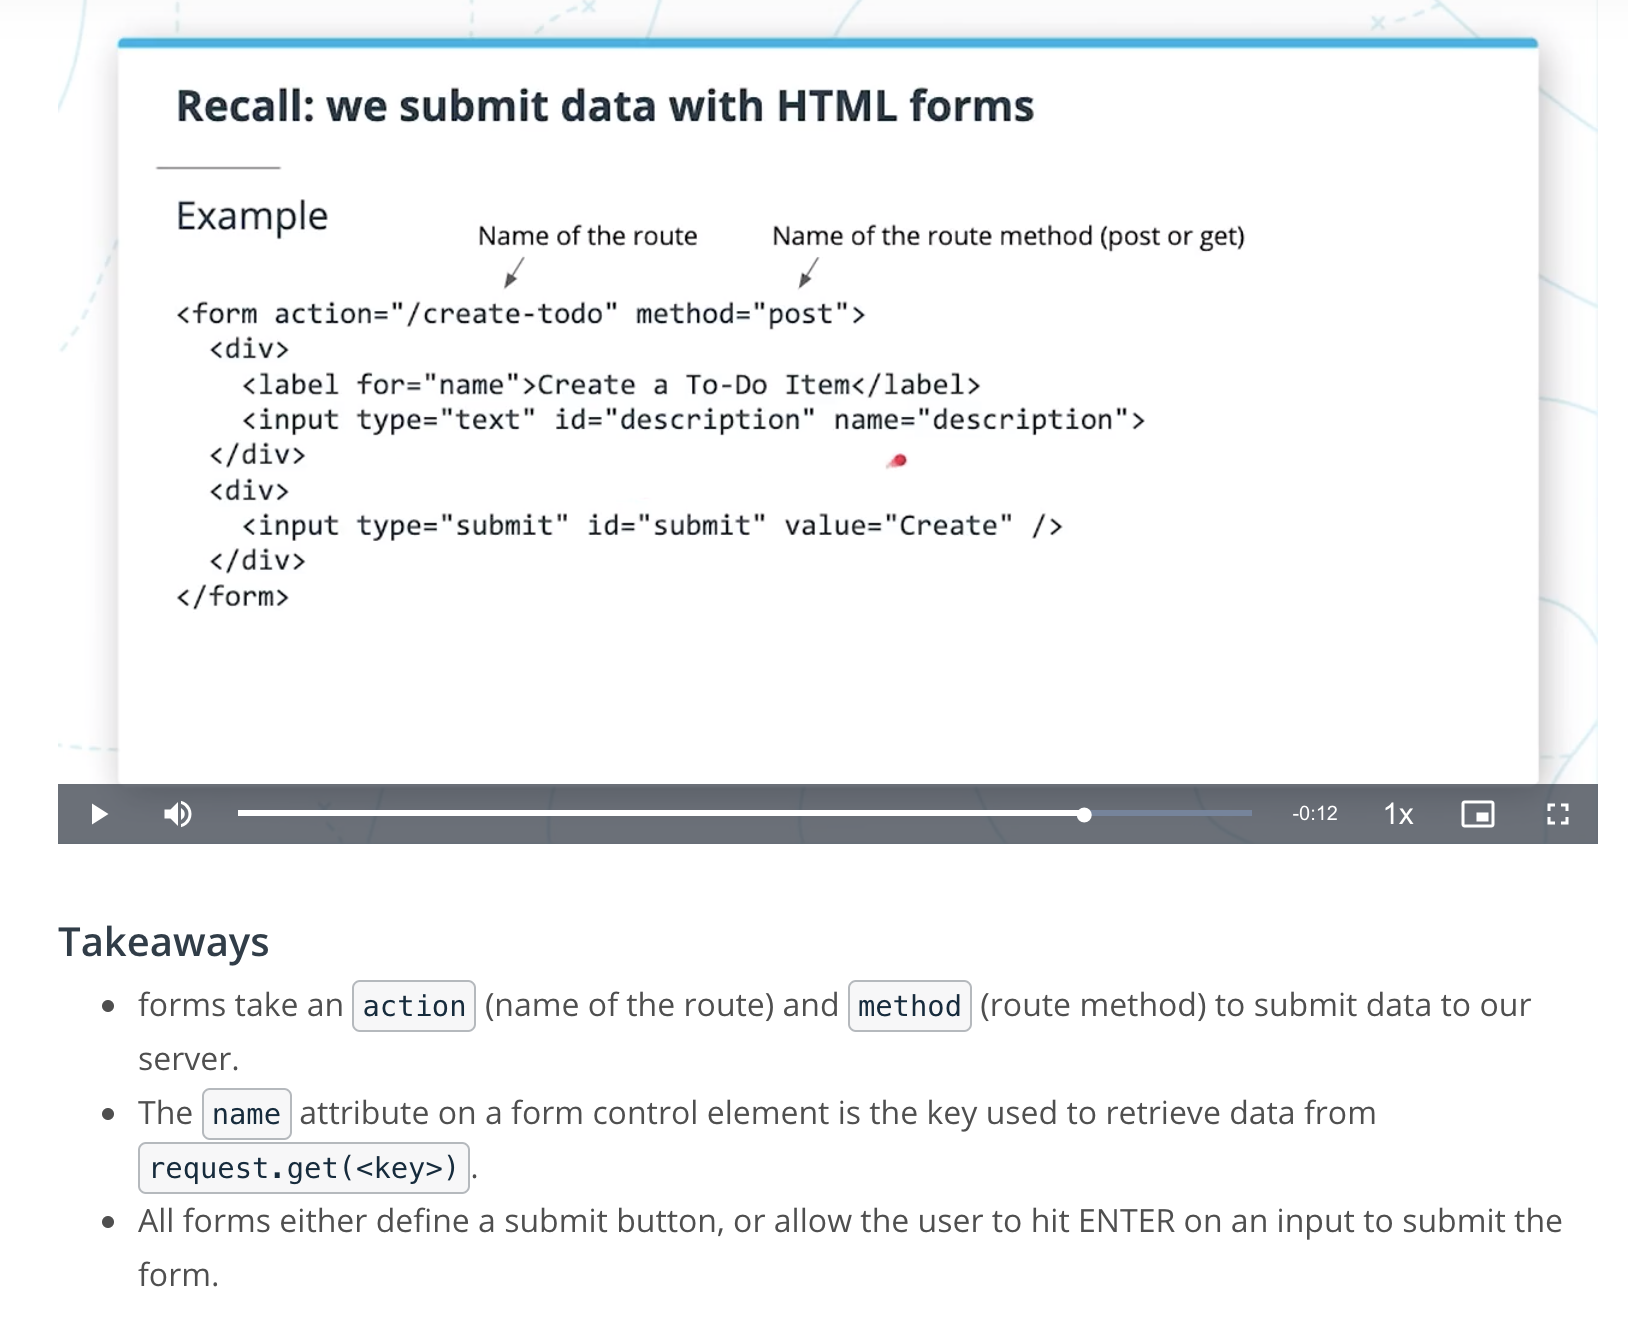 Recall: we submit data with HTML forms
Example
Name of the route
Name of the route method (post or get)
<form action="/create-todo" method="post">
<div>
<label for="name">Create a To-Do Item</label>
<input type="text" id="description" name="description">
</div>
<div>
<input type="submit" id="submit" value="Create" />
</div>
</form>
-0:12
1x
Takeaways
forms take an action (name of the route) and method (route method) to submit data to our
server.
The name attribute on a form control element is the key used to retrieve data from
request.get(<key>).
All forms either define a submit button, or allow the user to hit ENTER on an input to submit the
form.